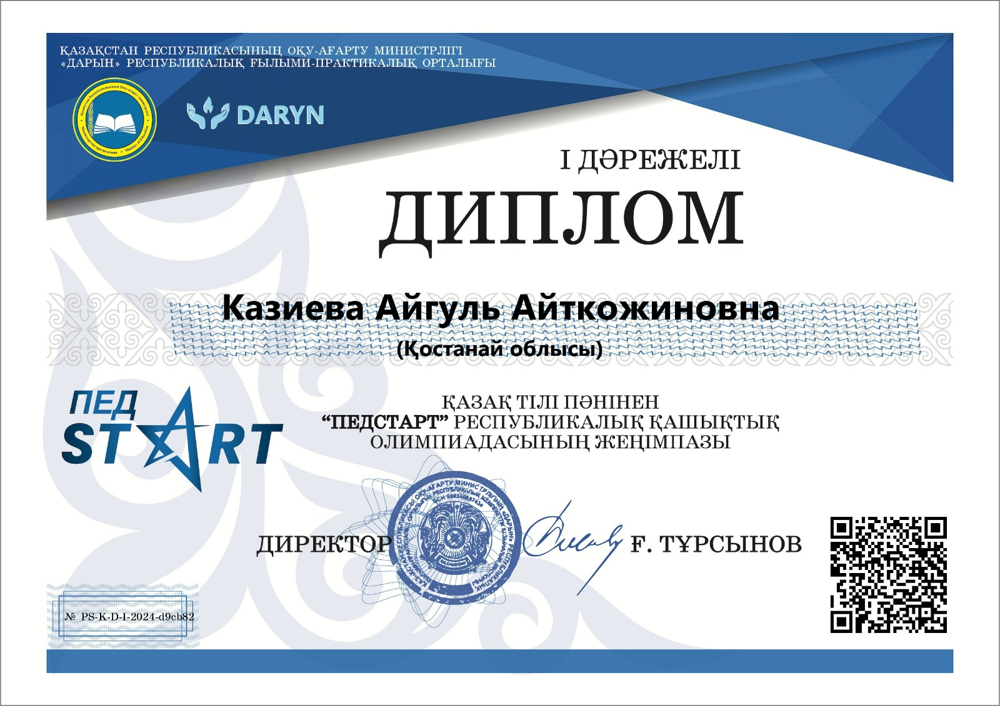 ҚАЗАҚСТАН РЕСПУБЛИКАСЫНЫҢ ОҚУ-АҒАРТУ МИНИСТРЛІГІ
«ДАРЫН» РЕСПУБЛИКАЛЫҚ ҒЫЛЫМИ-ПРАКТИКАЛЫҚ ОРТАЛЫҒЫ
DARYN
I ДӘРЕЖЕЛІ
ДИПЛОМ
Казиева Айгуль Айткожиновна
(Қостанай облысы)
ПЕД
START
ҚАЗАҚ ТІЛІ ПӘНІНЕН
“ПЕДСТАРТ” РЕСПУБЛИКАЛЫҚ ҚАШЫҚТЫҚ
ОЛИМПИАДАСЫНЫҢ ЖЕҢІМПАЗЫ
ДИРЕКТОР Ғ. ТҰРСЫНОВ
№ PS-K-D-I-2024-d9cb82